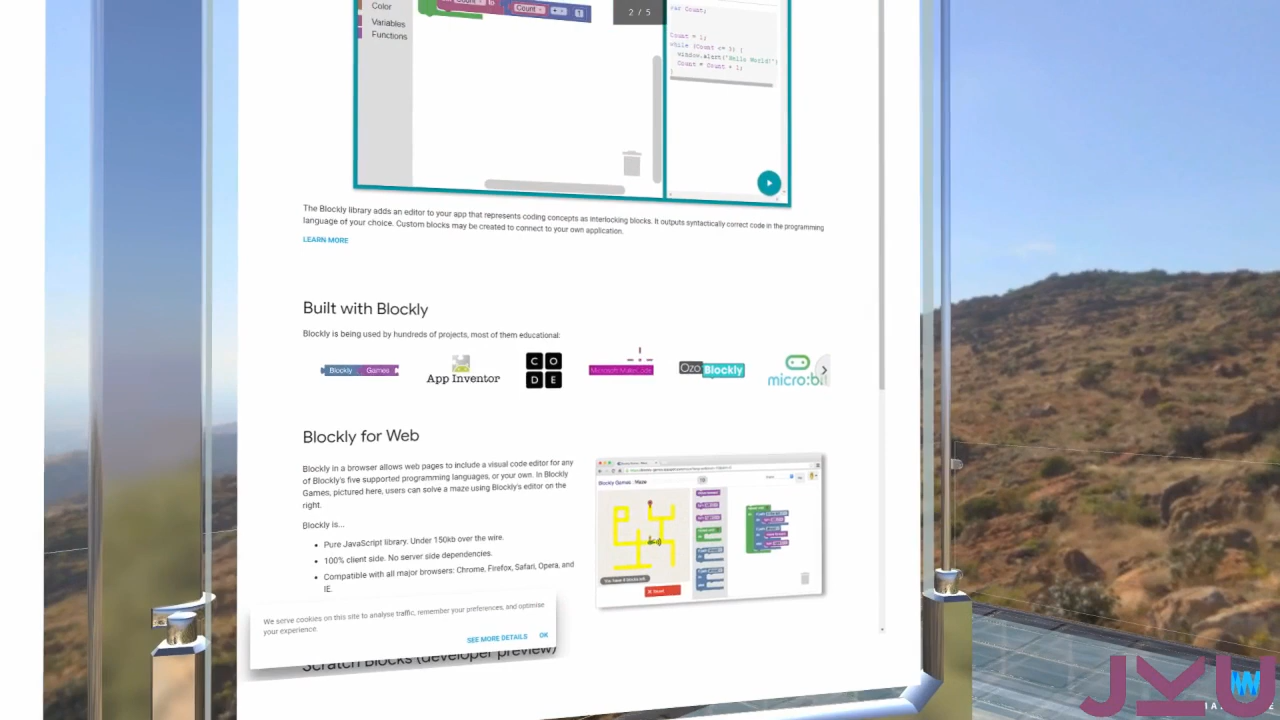 Color
Variables
Functions
Count
to
Count
1
2 / 5
var Count;
Count = 1;
while (Count <= 3) {
window.alert('Hello World!')
Count = Count + 1;
}
The Blockly library adds an editor to your app that represents coding concepts as interlocking blocks. It outputs syntactically correct code in the programming
language of your choice. Custom blocks may be created to connect to your own application.
LEARN MORE
Built with Blockly
Blockly is being used by hundreds of projects, most of them educational:
Blockly Games
App Inventor
CODE
Microsoft MakeCode
Ozo Blockly
micro:bit
Blockly for Web
Blockly in a browser allows web pages to include a visual code editor for any
of Blockly's five supported programming languages, or your own. In Blockly
Games, pictured here, users can solve a maze using Blockly's editor on the
right.
Blockly is...
• Pure JavaScript library. Under 150kb over the wire.
• 100% client side. No server side dependencies.
• Compatible with all major browsers: Chrome, Firefox, Safari, Opera, and
IE.
Blockly Games : Maze
We serve cookies on this site to analyse traffic, remember your preferences, and optimise
your experience.
SEE MORE DETAILS OK
Scratch Blocks (developer preview)
JYU